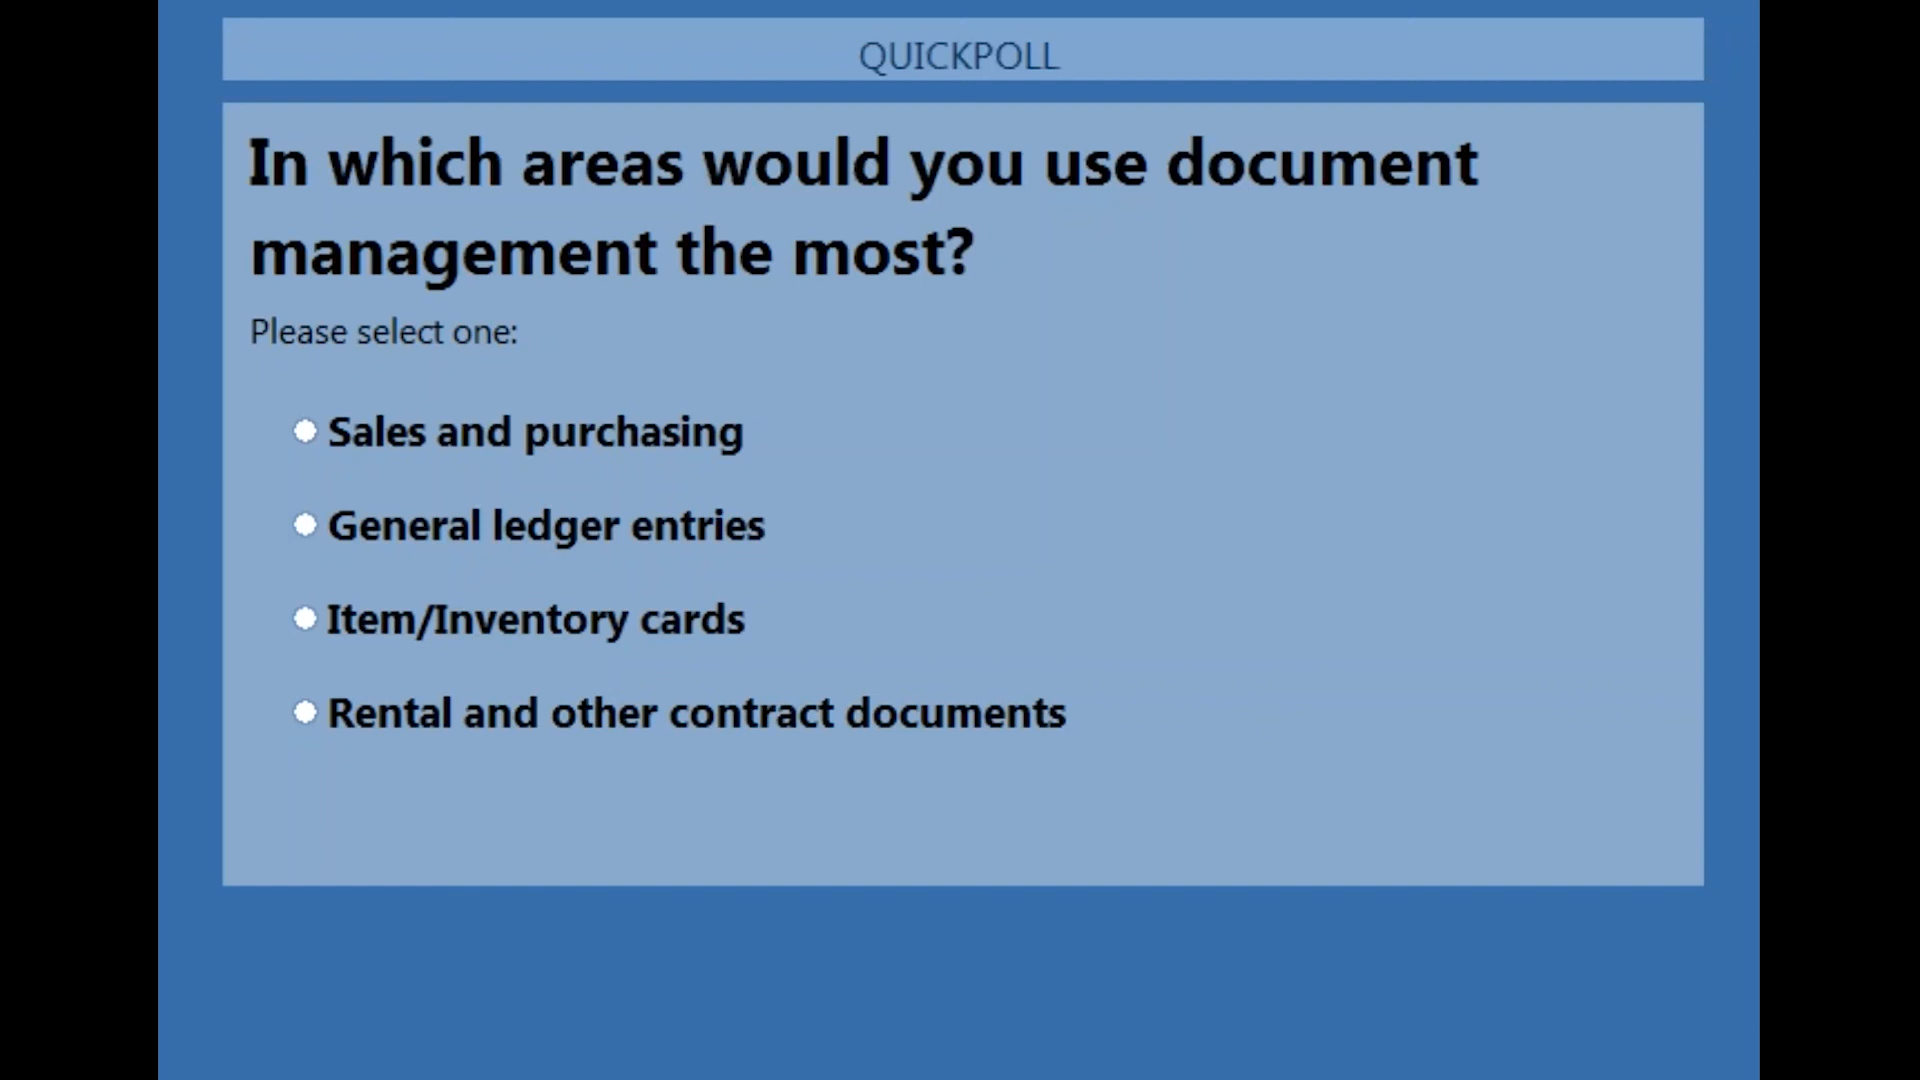 QUICKPOLL
In which areas would you use document
management the most?
Please select one:
Sales and purchasing
General ledger entries
Item/Inventory cards
Rental and other contract documents